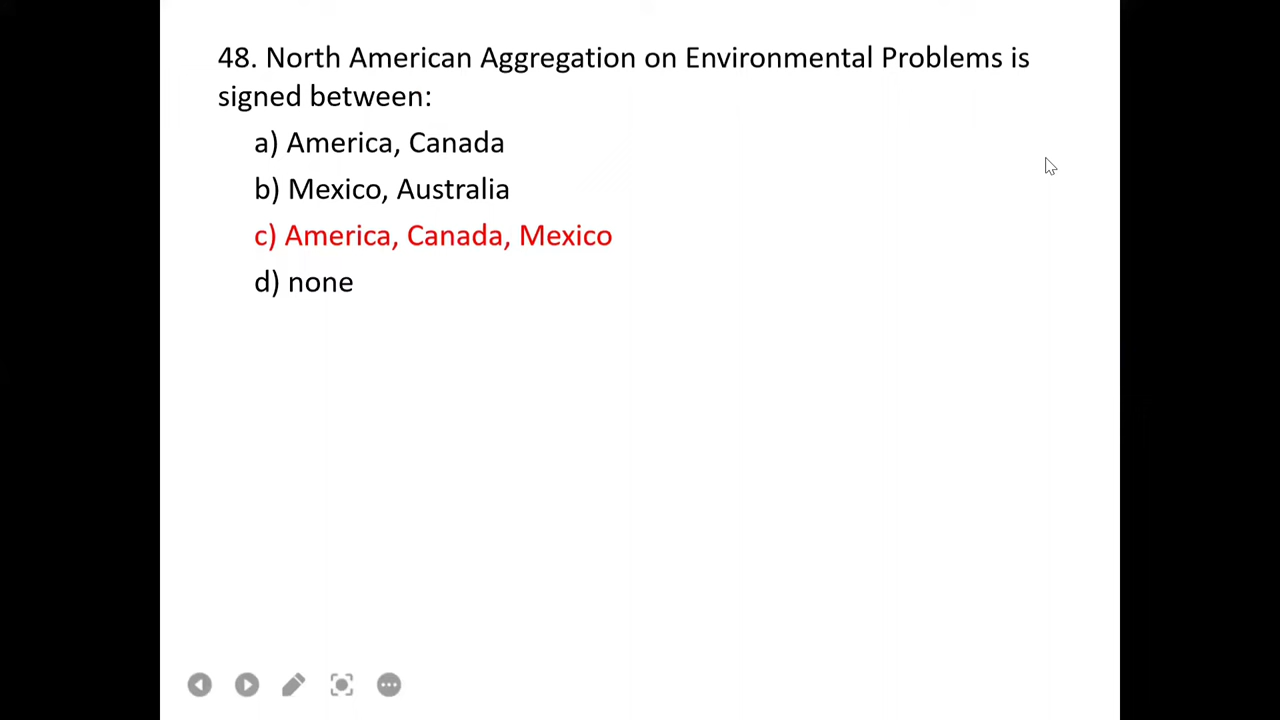 48. North American Aggregation on Environmental Problems is
signed between:
a) America, Canada
b) Mexico, Australia
c) America, Canada, Mexico
d) none